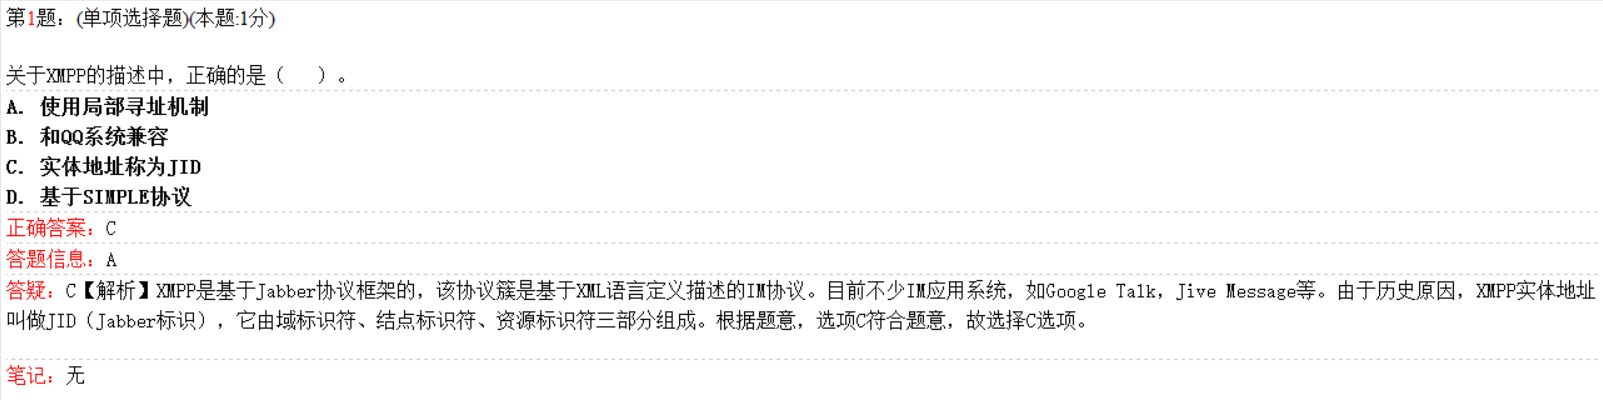 第1题：(单项选择题)(本题:1分)
关于XMPP的描述中，正确的是（   ）。
A. 使用局部寻址机制
B. 和QQ系统兼容
C. 实体地址称为JID
D. 基于SIMPLE协议
正确答案：C
答题信息：A
答疑：C【解析】XMPP是基于Jabber协议框架的，该协议簇是基于XML语言定义描述的IM协议。目前不少IM应用系统，如Google Talk，Jive Message等。由于历史原因，XMPP实体地址
叫做JID（Jabber标识），它由域标识符、结点标识符、资源标识符三部分组成。根据题意，选项C符合题意，故选择C选项。
笔记：无